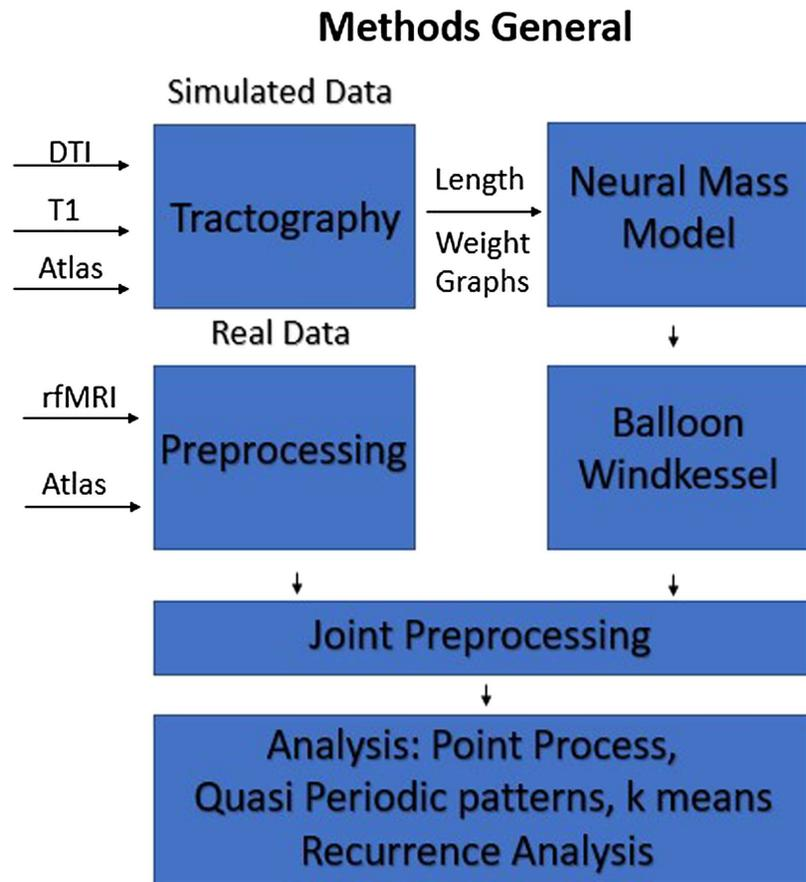 Methods General
Simulated Data
DTI
T1
Atlas
Tractography
Length
Weight
Graphs
Neural Mass
Model
Real Data
rfMRI
Atlas
Preprocessing
Balloon
Windkessel
Joint Preprocessing
Analysis: Point Process,
Quasi Periodic patterns, k means
Recurrence Analysis